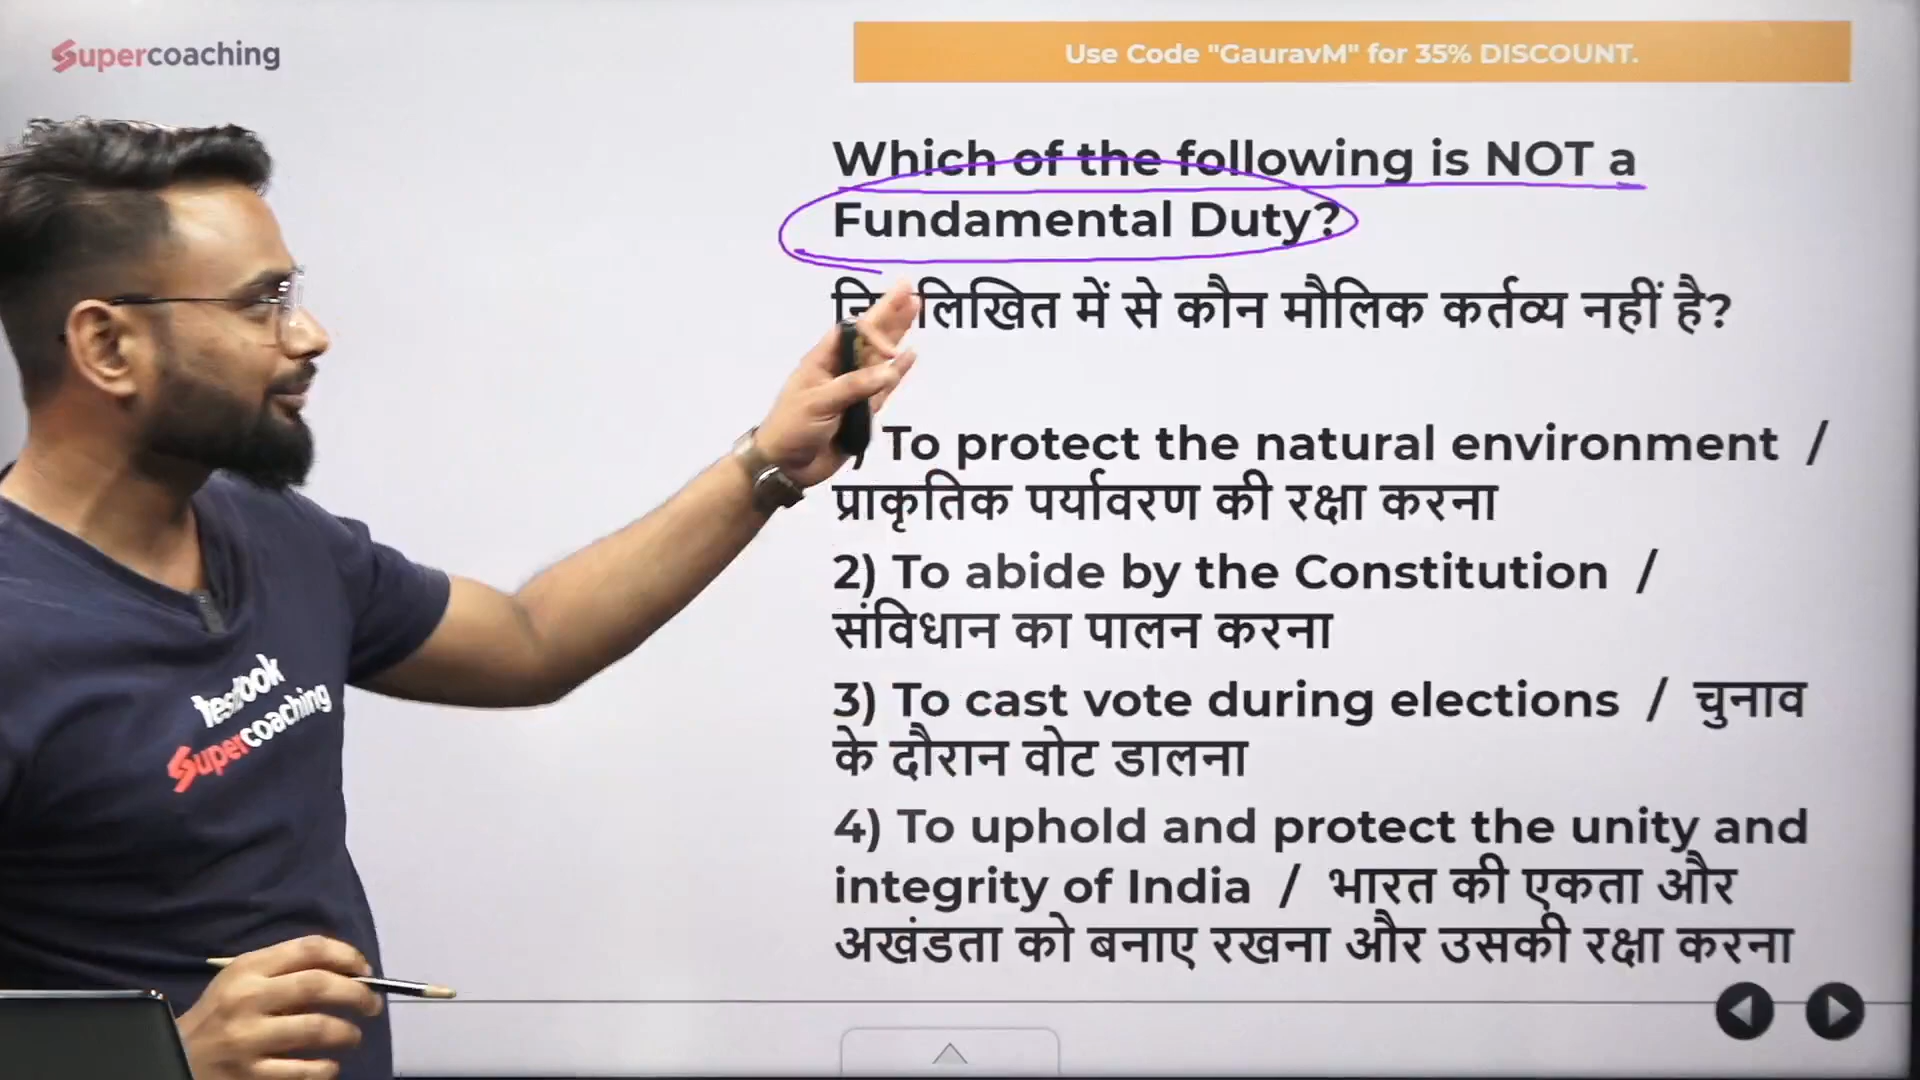 Supercoaching
Use Code "GauravM" for 35% DISCOUNT.
Which of the following is NOT a
Fundamental Duty?
में से कौन मौलिक कर्तव्य नहीं है?
) To protect the natural environment /
प्राकृतिक पर्यावरण की रक्षा करना
2) To abide by the Constitution /
संविधान का पालन करना
3) To cast vote during elections / चुनाव
के दौरान वोट डालना
4) To uphold and protect the unity and
integrity of India / भारत की एकता और
अखंडता को बनाए रखना और उसकी रक्षा करना
Supercoaching